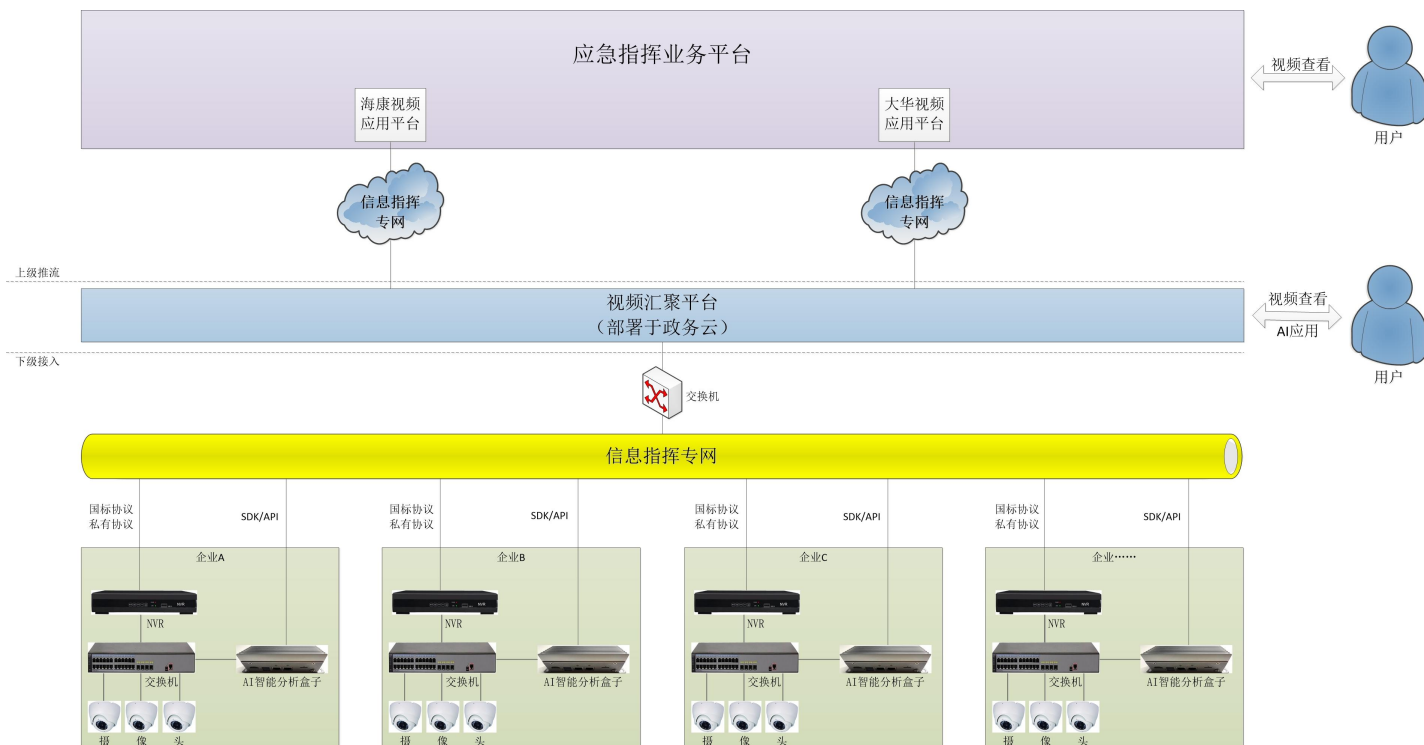 应急指挥业务平台
视频查看
用户
海康视频
应用平台
大华视频
应用平台
信息指挥
专网
信息指挥
专网
上级推流
视频汇聚平台
（部署于政务云）
视频查看
AI应用
用户
下级接入
交换机
信息指挥专网
国标协议
私有协议
SDK/API
国标协议
私有协议
SDK/API
国标协议
私有协议
SDK/API
国标协议
私有协议
SDK/API
企业A
企业B
企业C
企业……
NVR
NVR
NVR
NVR
NVR
NVR
NVR
NVR
交换机
AI智能分析盒子
交换机
AI智能分析盒子
交换机
AI智能分析盒子
交换机
AI智能分析盒子
摄 像 头
摄 像 头
摄 像 头
摄 像 头